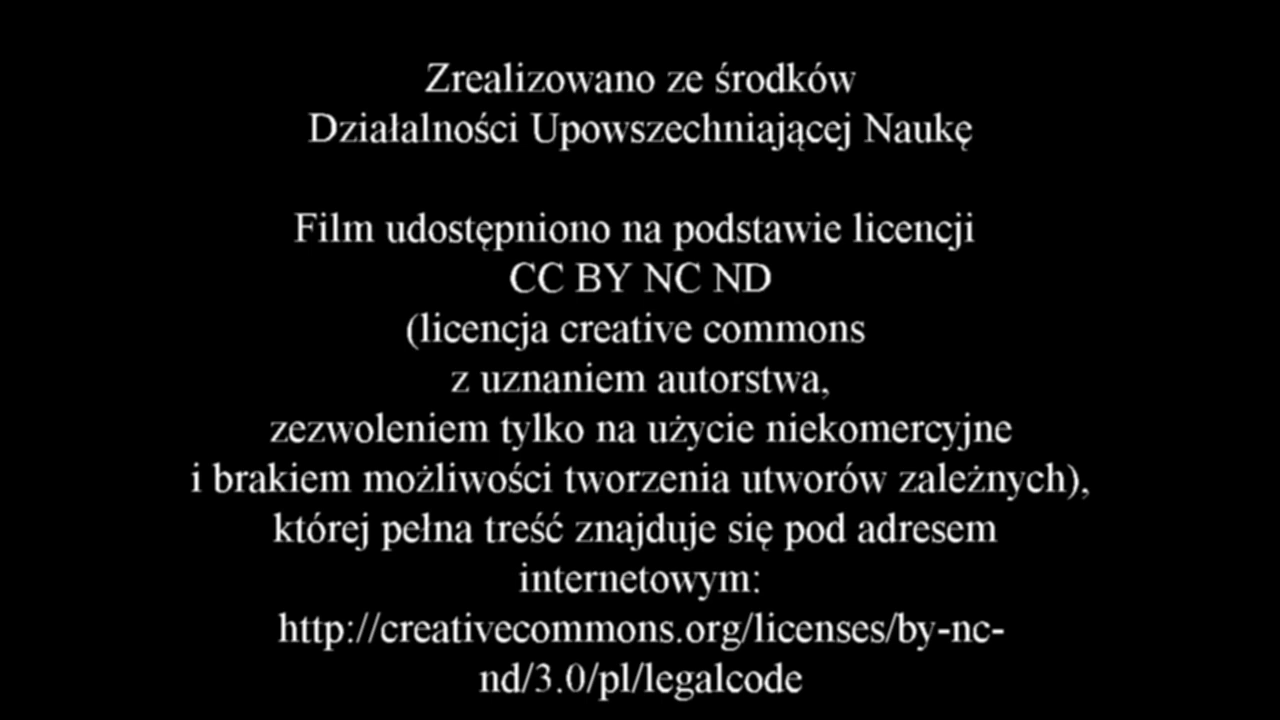 Zrealizowano ze środków
Działalności Upowszechniającej Naukę
Film udostępniono na podstawie licencji
CC BY NC ND
(licencja creative commons
z uznaniem autorstwa,
zezwoleniem tylko na użycie niekomercyjne
i brakiem możliwości tworzenia utworów zależnych),
której pełna treść znajduje się pod adresem
internetowym:
http://creativecommons.org/licenses/by-nc-
nd/3.0/pl/legalcode